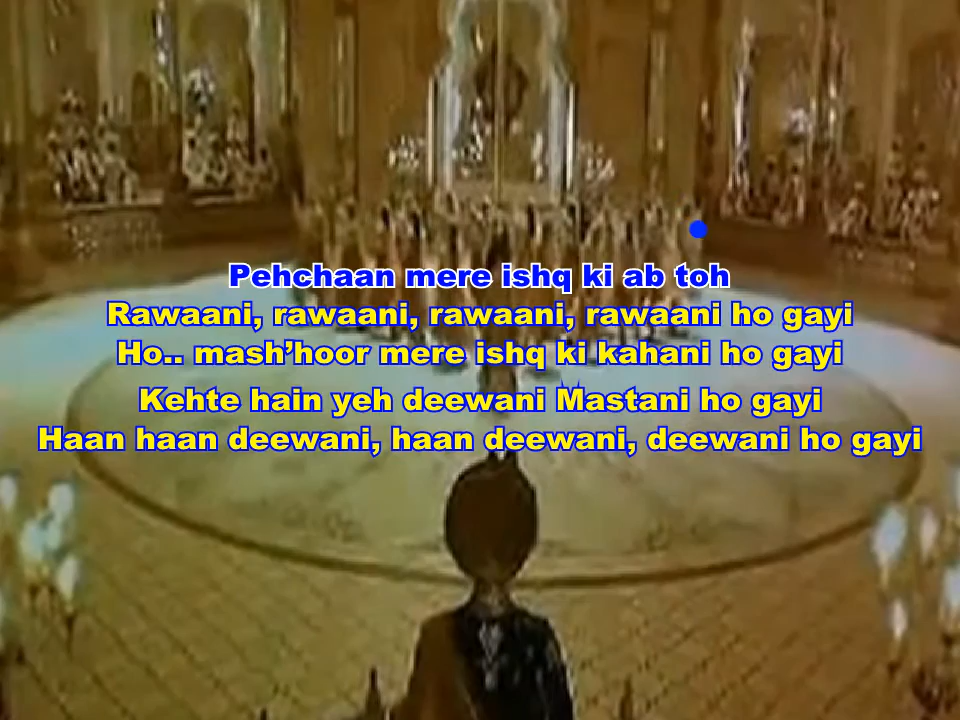 Pehchaan mere ishq ki ab toh
Rawaani, rawaani, rawaani, rawaani ho gayi
Ho.. mash’hoor mere ishq ki kahani ho gayi
Kehte hain yeh deewani Mastani ho gayi
Haan haan deewani, haan deewani, deewani ho gayi